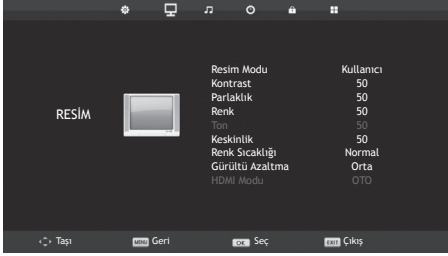 RESİM
Resim Modu Kullanıcı
Kontrast 50
Parlaklık 50
Renk 50
Ton 50
Keskinlik 50
Renk Sıcaklığı Normal
Gürültü Azaltma Orta
HDMI Modu OTO
Taşı MENU Geri OK Seç EXIT Çıkış